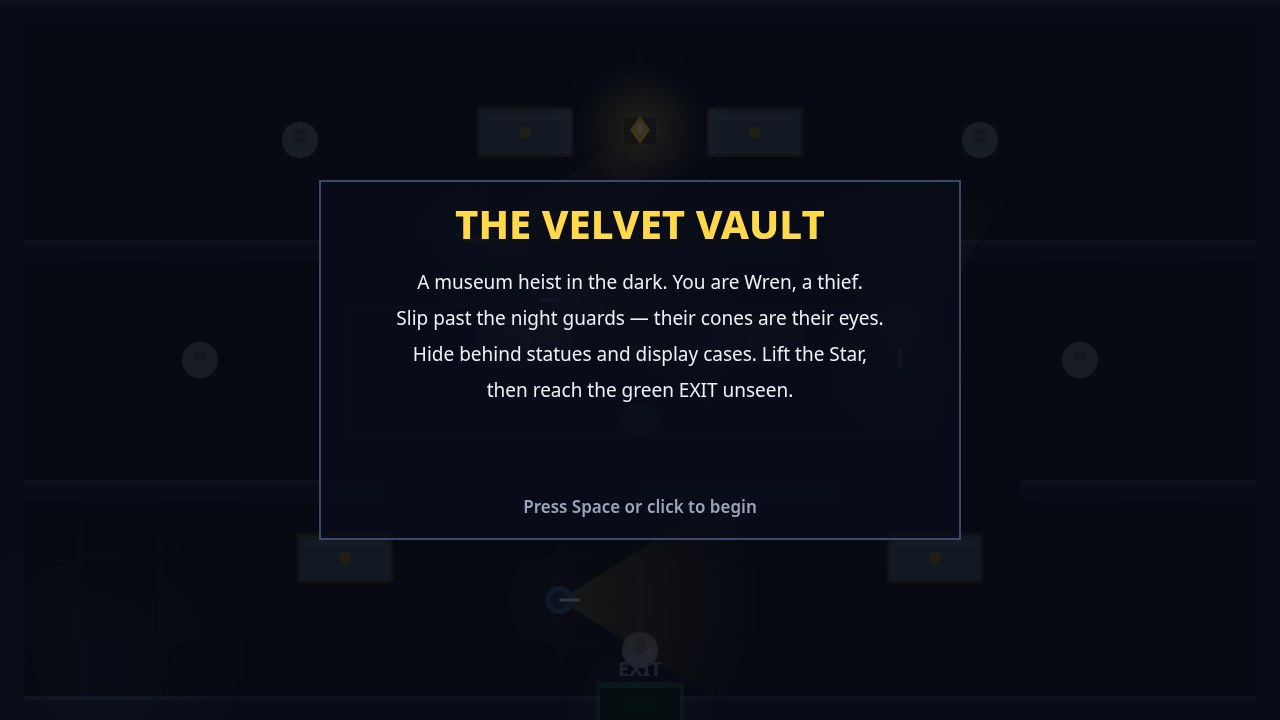 THE VELVET VAULT
A museum heist in the dark. You are Wren, a thief.
Slip past the night guards — their cones are their eyes.
Hide behind statues and display cases. Lift the Star,
then reach the green EXIT unseen.
Press Space or click to begin
EXIT